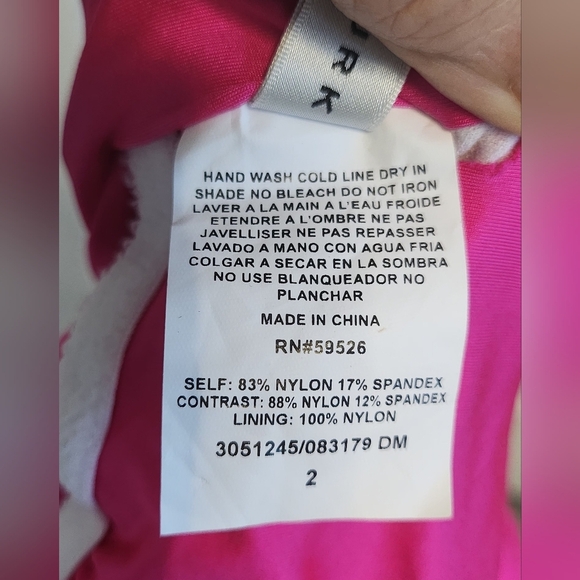 RK
HAND WASH COLD LINE DRY IN
SHADE NO BLEACH DO NOT IRON
LAVER A LA MAIN A L'EAU FROIDE
ETENDRE A L'OMBRE NE PAS
JAVELLISER NE PAS REPASSER
LAVADO A MANO CON AGUA FRIA
COLGAR A SECAR EN LA SOMBRA
NO USE BLANQUEADOR NO
PLANCHAR
MADE IN CHINA
RN#59526
SELF: 83% NYLON 17% SPANDEX
CONTRAST: 88% NYLON 12% SPANDEX
LINING: 100% NYLON
3051245/083179 DM
2